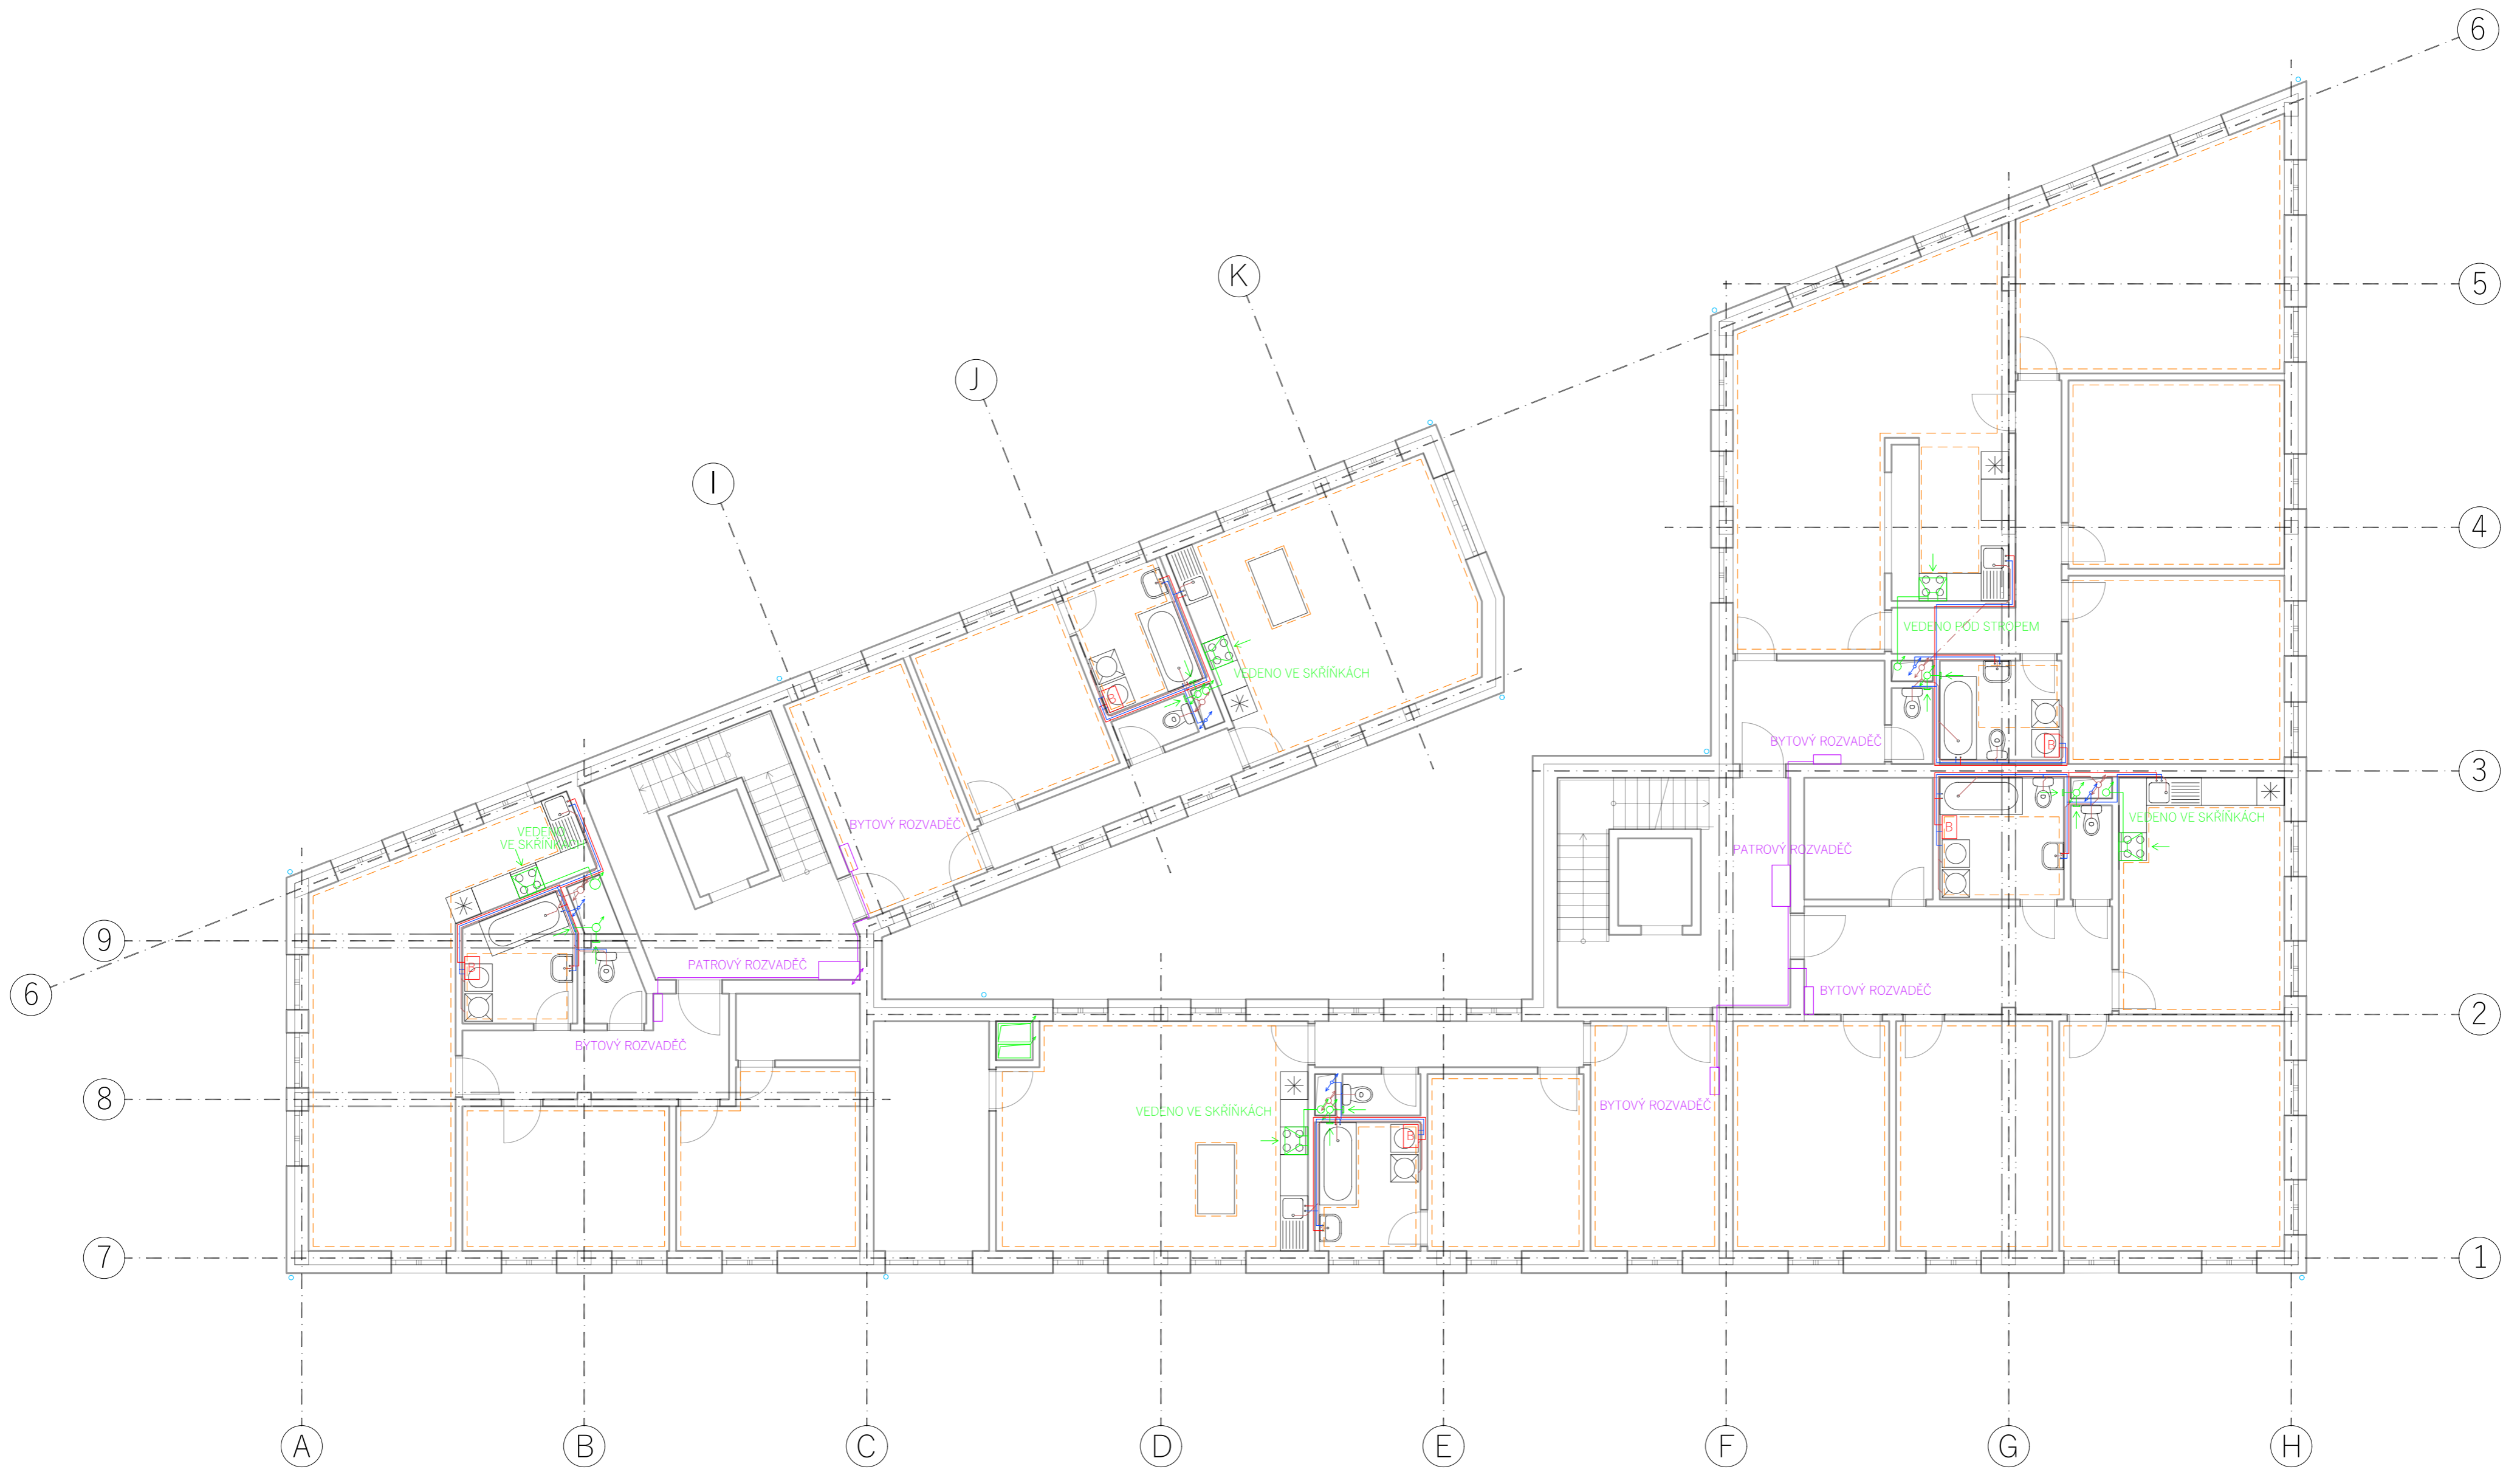 6
5
K
J
I
4
VEDENO POD STROPEM
VEDENO VE SKŘÍŇKÁCH
B
B
BYTOVÝ ROZVADĚČ
3
VEDENO VE SKŘÍŇKÁCH
BYTOVÝ ROZVADĚČ
B
VEDENO
VE SKŘÍŇKÁCH
PATROVÝ ROZVADĚČ
9
PATROVÝ ROZVADĚČ
B
6
BYTOVÝ ROZVADĚČ
2
BYTOVÝ ROZVADĚČ
8
BYTOVÝ ROZVADĚČ
VEDENO VE SKŘÍŇKÁCH
B
7
1
A
B
C
D
E
F
G
H